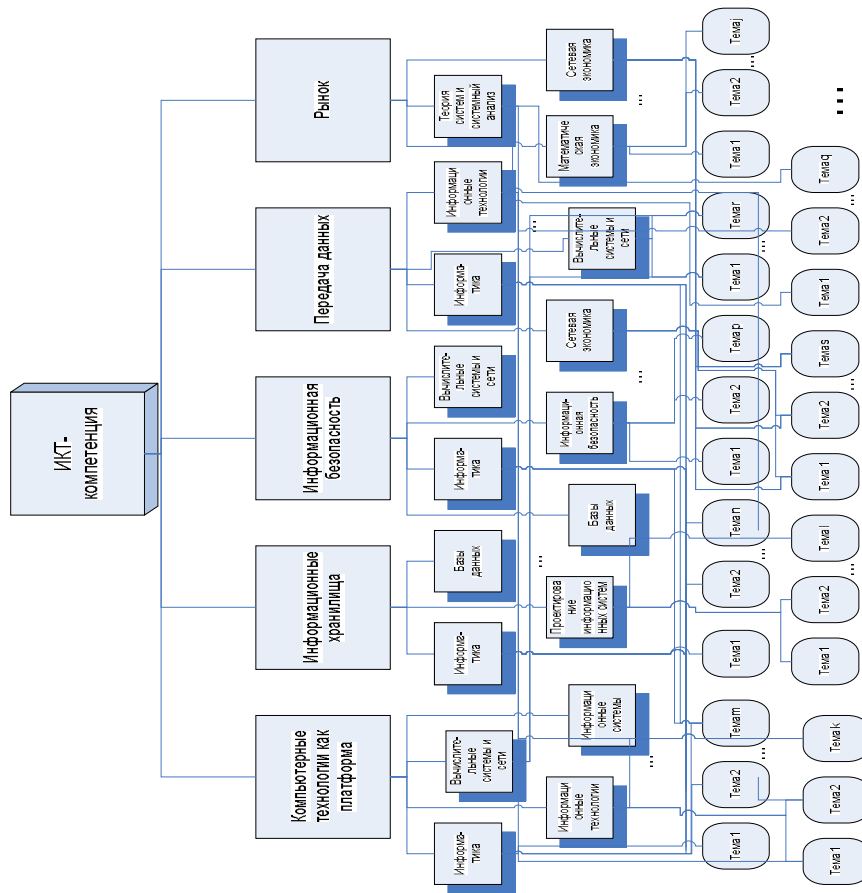 ИКТ-
компетенция
Компьютерные
технологии как
платформа
Информационные
хранилища
Информационная
безопасность
Передача данных
Рынок
Информа-
тика
Вычислите-
льные
системы и
сети
Информа-
тика
Базы
данных
Информа-
тика
Вычислите-
льные
системы и
сети
Информа-
тика
Информаци
онные
технологии
Теория
систем и
системный
анализ
...
...
Информаци
онные
технологии
Информаци
онные
системы
Проектирова
ние
информацио
нных систем
Базы
данных
Информаци-
онная
безопасность
Сетевая
экономика
Вычислите-
льные
системы и
сети
Математиче
ская
экономика
Сетевая
экономика
...
...
...
Тема1
Тема2
...
Темаm
Тема1
Тема2
...
Темаn
Тема1
Тема2
...
Темаp
Тема1
...
Темаr
Тема1
Тема2
...
Темаj
Тема1
Тема2
Темаk
Тема1
Тема2
...
Темаl
Тема1
Тема2
...
Темаs
Тема1
Тема2
...
Темаq
...